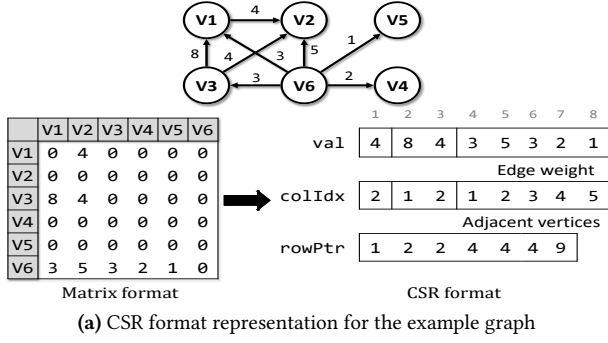 4
V1 V2 V5
8 4 3 5 1
V3 3 V6 2 V4
V1 V2 V3 V4 V5 V6
V1 0 4 0 0 0 0
V2 0 0 0 0 0 0
V3 8 4 0 0 0 0
V4 0 0 0 0 0 0
V5 0 0 0 0 0 0
V6 3 5 3 2 1 0
Matrix format
1 2 3 4 5 6 7 8
val 4 8 4 3 5 3 2 1
Edge weight
colIdx 2 1 2 1 2 3 4 5
Adjacent vertices
rowPtr 1 2 2 4 4 4 9
CSR format
(a) CSR format representation for the example graph